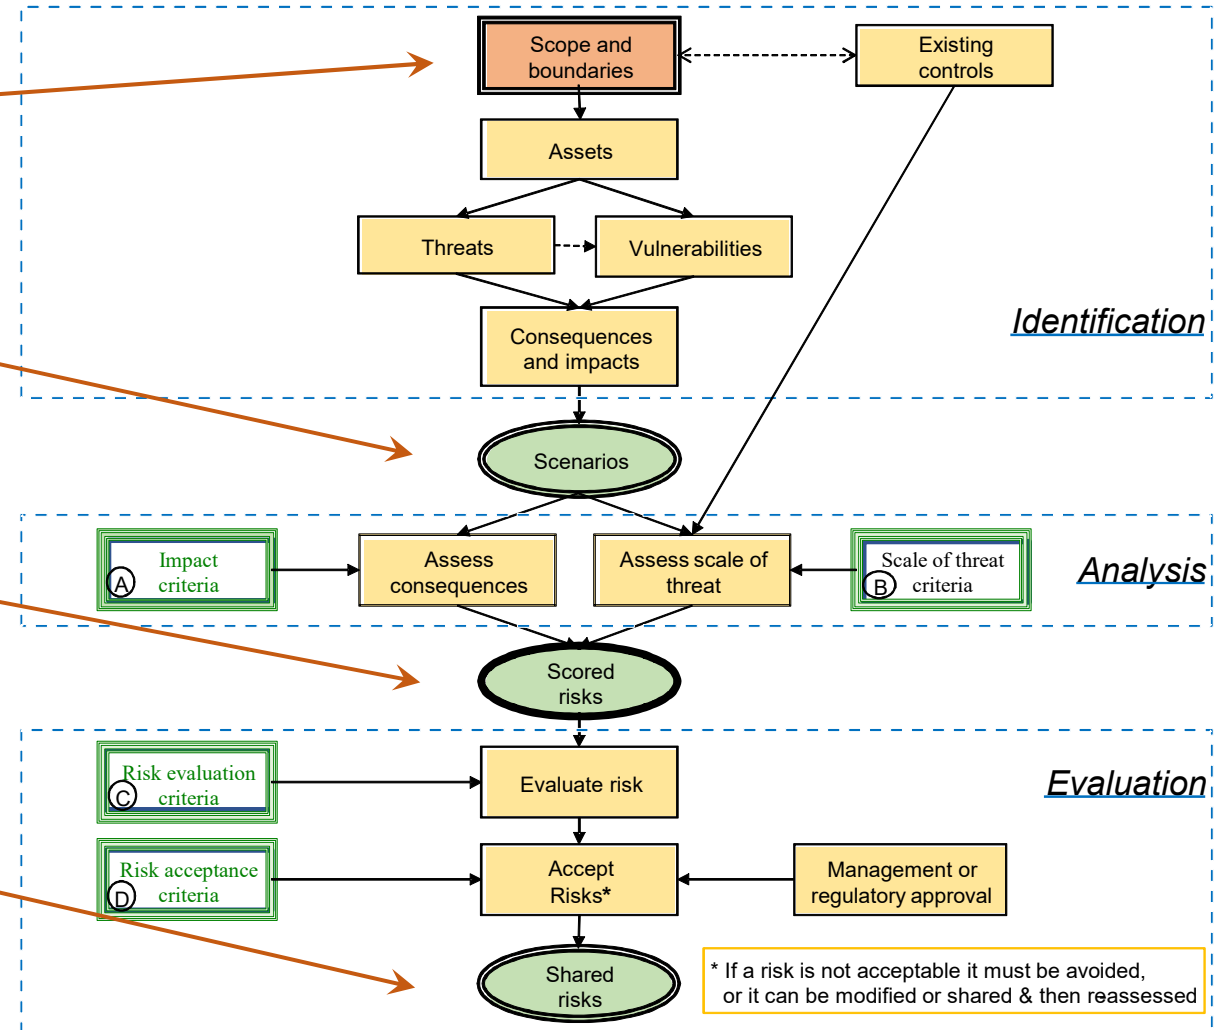 Scope and
boundaries
Existing
controls
Assets
Threats
Vulnerabilities
Identification
Consequences
and impacts
Scenarios
Impact
criteria
A
Assess
consequences
Assess scale of
threat
Scale of threat
criteria
B
Analysis
Scored
risks
Risk evaluation
criteria
C
Evaluate risk
Evaluation
Risk acceptance
criteria
D
Accept
Risks*
Management or
regulatory approval
Shared
risks
* If a risk is not acceptable it must be avoided,
or it can be modified or shared & then reassessed